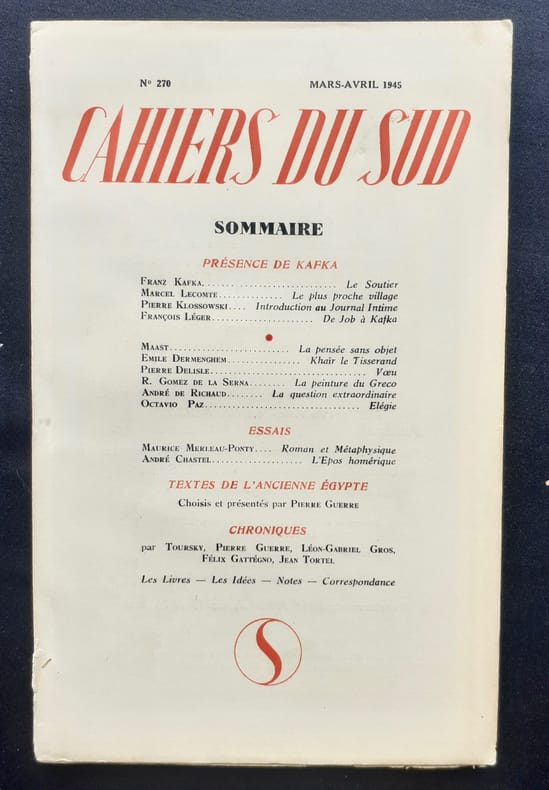 Nº 270 MARS-AVRIL 1945
CAHIERS DU SUD
SOMMAIRE
PRÉSENCE DE KAFKA
FRANZ KAFKA................................ Le Soutier
MARCEL LECOMTE.............. Le plus proche village
PIERRE KLOSSOWSKI.... Introduction au Journal Intime
FRANÇOIS LÉGER...................... De Job à Kafka
MAAST.......................... La pensée sans objet
EMILE DERMENGHEM................ Khaïr le Tisserand
PIERRE DELISLE........................................ Vœu
R. GOMEZ DE LA SERNA........ La peinture du Greco
ANDRÉ DE RICHAUD........ La question extraordinaire
OCTAVIO PAZ....................................... Elégie
ESSAIS
MAURICE MERLEAU-PONTY.... Roman et Métaphysique
ANDRÉ CHASTEL.................... L'Epos homérique
TEXTES DE L'ANCIENNE ÉGYPTE
Choisis et présentés par PIERRE GUERRE
CHRONIQUES
par TOURSKY, PIERRE GUERRE, LÉON-GABRIEL GROS,
FÉLIX GATTÉGNO, JEAN TORTEL
Les Livres — Les Idées — Notes — Correspondance
S